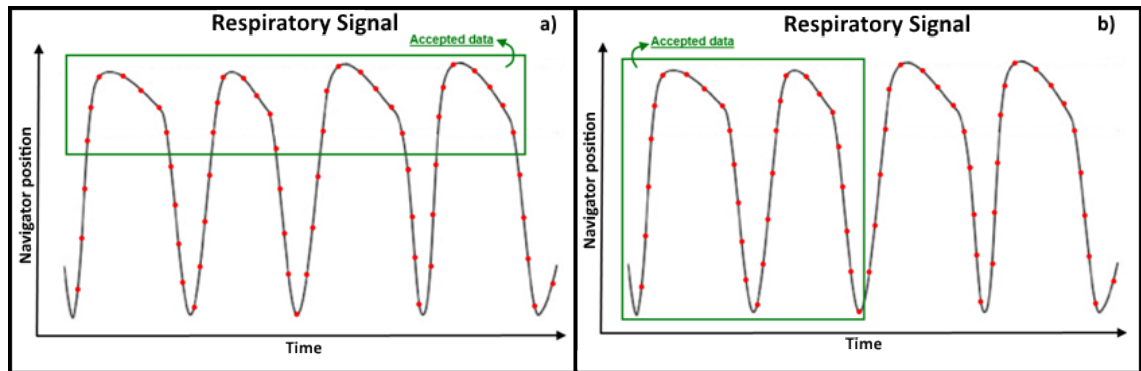 Respiratory Signal
a)
Accepted data
Navigator position
Time
Respiratory Signal
b)
Accepted data
Navigator position
Time